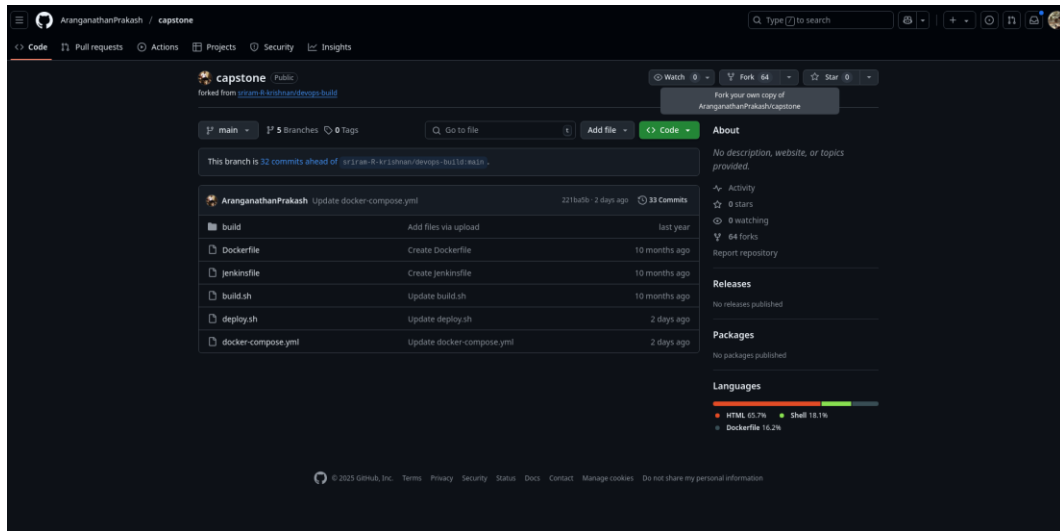 AranganathanPrakash / capstone
Type / to search
Code Pull requests Actions Projects Security Insights
capstone Public
Watch 0 Fork 64 Star 0
forked from sriram-R-krishnan/devops-build
Fork your own copy of
AranganathanPrakash/capstone
main 5 Branches 0 Tags
Go to file t
Add file Code
This branch is 32 commits ahead of sriram-R-krishnan/devops-build:main .
AranganathanPrakash Update docker-compose.yml 221ba5b · 2 days ago 33 Commits
build Add files via upload last year
Dockerfile Create Dockerfile 10 months ago
Jenkinsfile Create Jenkinsfile 10 months ago
build.sh Update build.sh 10 months ago
deploy.sh Update deploy.sh 2 days ago
docker-compose.yml Update docker-compose.yml 2 days ago
About
No description, website, or topics
provided.
Activity
0 stars
0 watching
64 forks
Report repository
Releases
No releases published
Packages
No packages published
Languages
HTML 65.7% Shell 18.1%
Dockerfile 16.2%
© 2025 GitHub, Inc. Terms Privacy Security Status Docs Contact Manage cookies Do not share my personal information